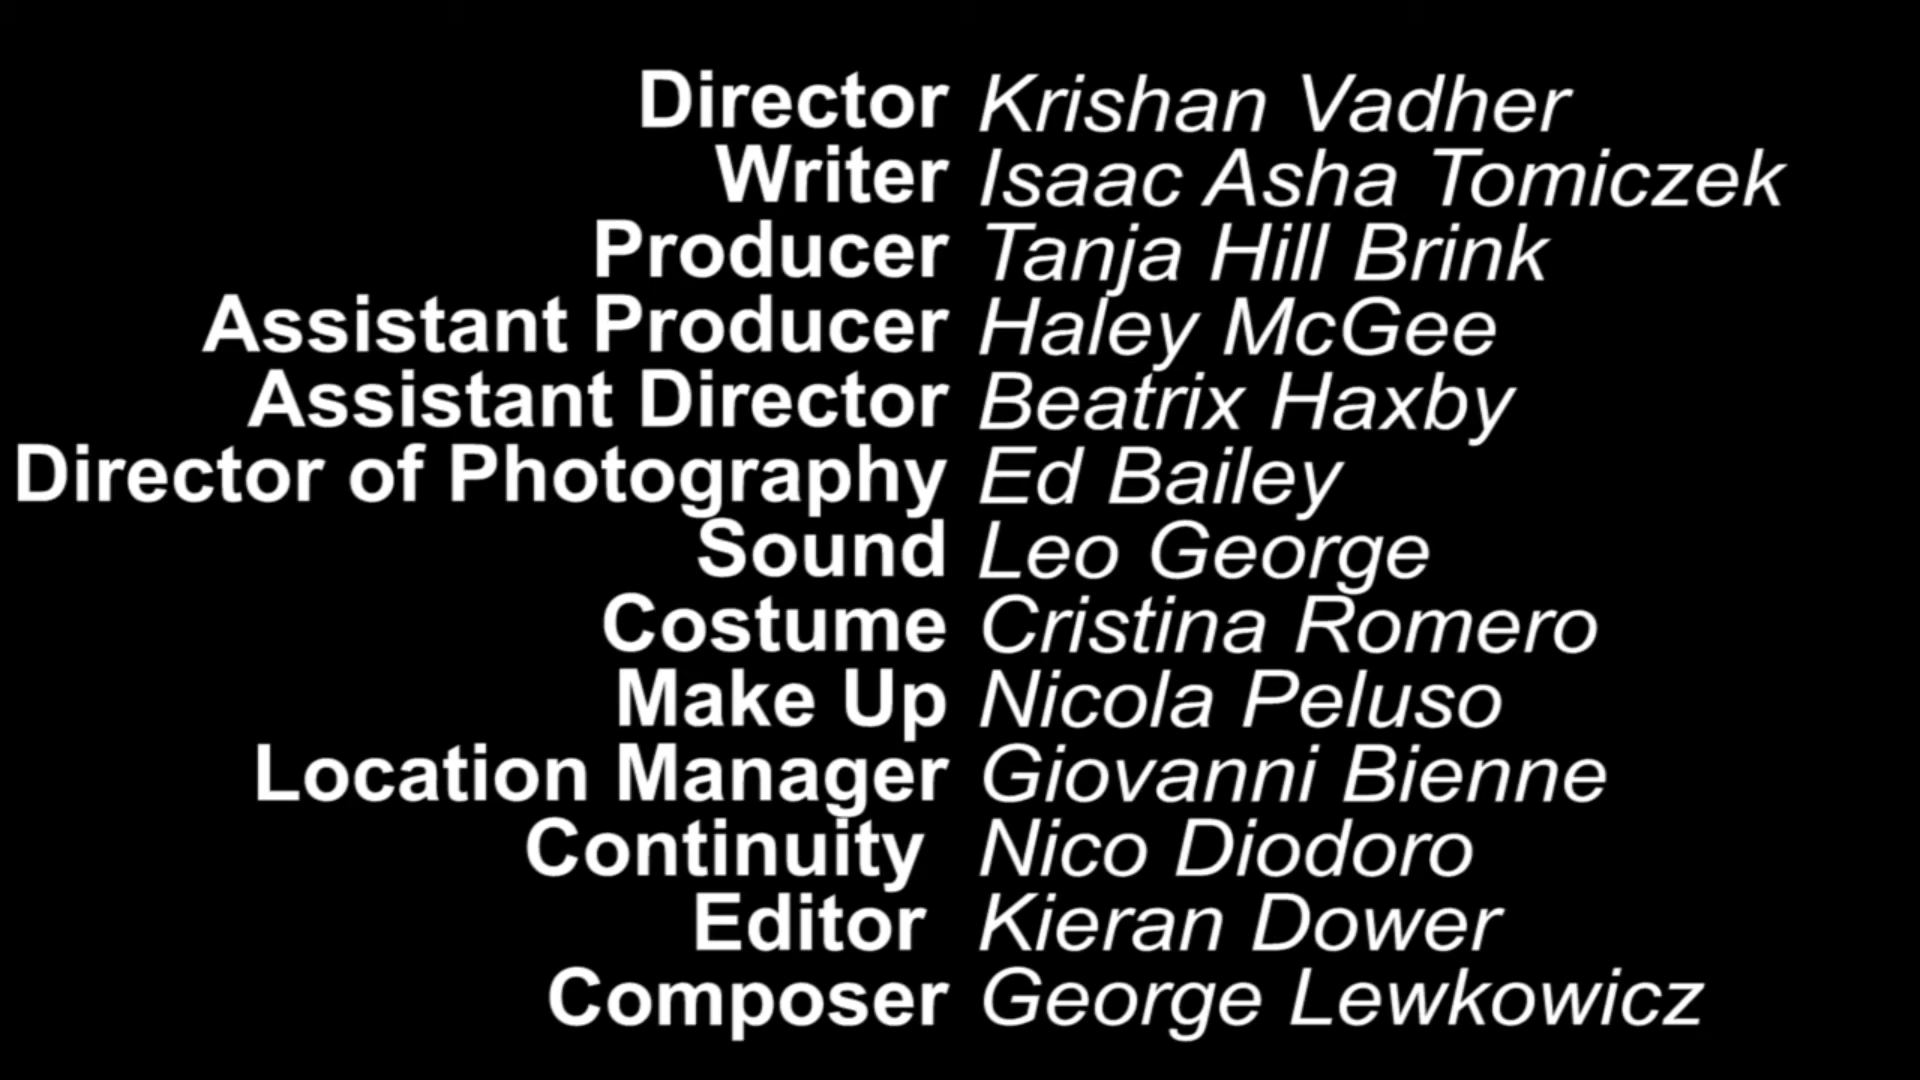 Director Krishan Vadher
Writer Isaac Asha Tomiczek
Producer Tanja Hill Brink
Assistant Producer Haley McGee
Assistant Director Beatrix Haxby
Director of Photography Ed Bailey
Sound Leo George
Costume Cristina Romero
Make Up Nicola Peluso
Location Manager Giovanni Bienne
Continuity Nico Diodoro
Editor Kieran Dower
Composer George Lewkowicz